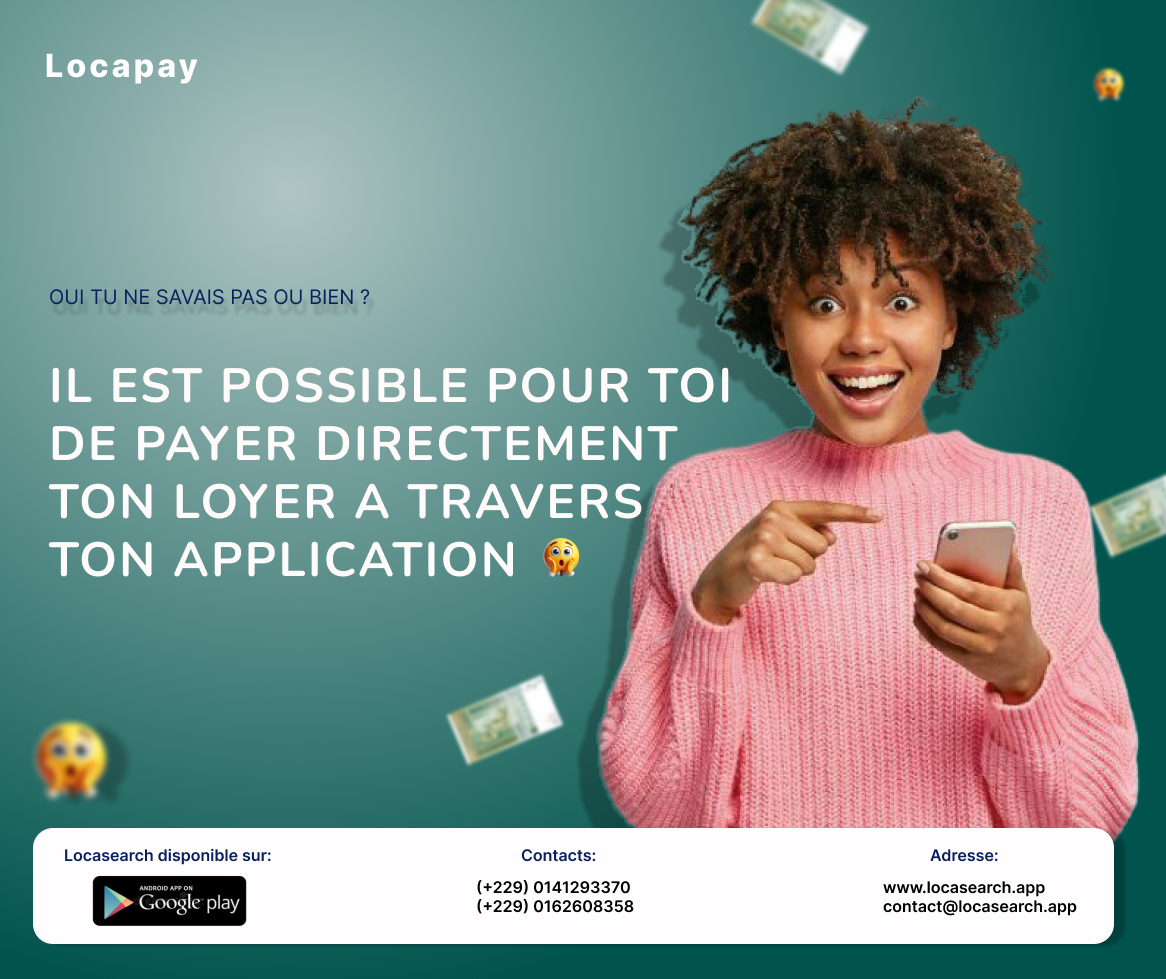 Locapay
OUI TU NE SAVAIS PAS OU BIEN ?
IL EST POSSIBLE POUR TOI
DE PAYER DIRECTEMENT
TON LOYER A TRAVERS
TON APPLICATION 😱
Locasearch disponible sur:
ANDROID APP ON
Google play
Contacts:
(+229) 0141293370
(+229) 0162608358
Adresse:
www.locasearch.app
contact@locasearch.app